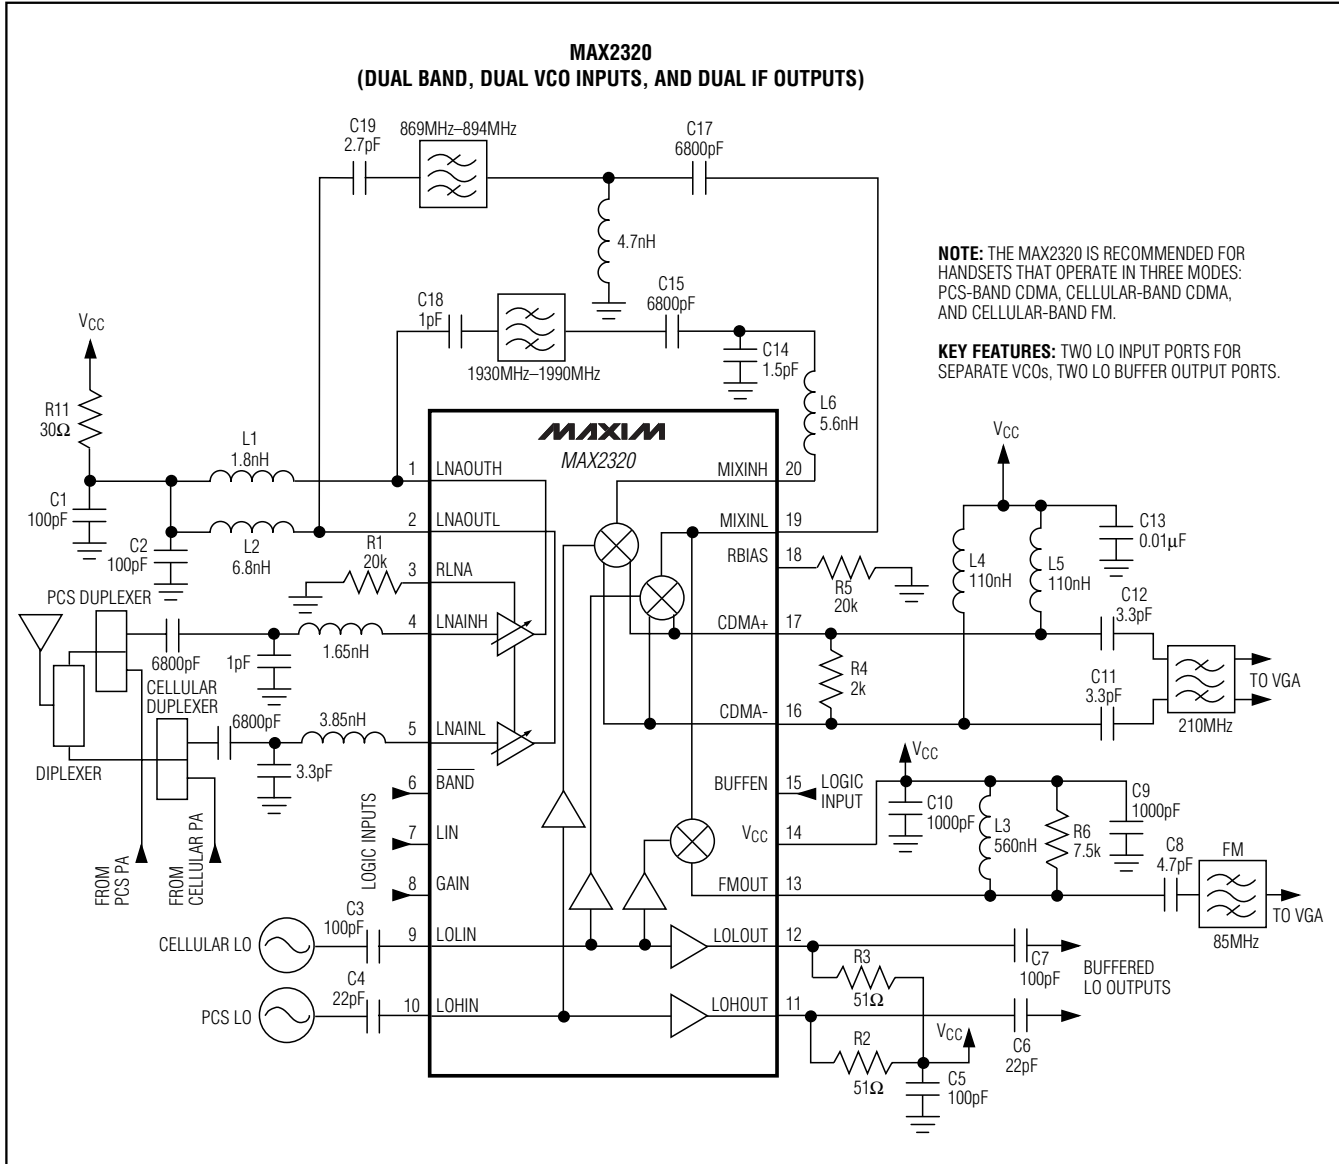 MAX2320
(DUAL BAND, DUAL VCO INPUTS, AND DUAL IF OUTPUTS)
C19
2.7pF
869MHz–894MHz
C17
6800pF
4.7nH
C18
1pF
1930MHz–1990MHz
C15
6800pF
C14
1.5pF
L6
5.6nH
NOTE: THE MAX2320 IS RECOMMENDED FOR
HANDSETS THAT OPERATE IN THREE MODES:
PCS-BAND CDMA, CELLULAR-BAND CDMA,
AND CELLULAR-BAND FM.
KEY FEATURES: TWO LO INPUT PORTS FOR
SEPARATE VCOs, TWO LO BUFFER OUTPUT PORTS.
VCC
R11
30Ω
C1
100pF
L1
1.8nH
C2
100pF
L2
6.8nH
R1
20k
PCS DUPLEXER
6800pF
1pF
1.65nH
CELLULAR
DUPLEXER
6800pF
3.85nH
3.3pF
DIPLEXER
FROM
PCS PA
FROM
CELLULAR PA
LOGIC INPUTS
CELLULAR LO
C3
100pF
PCS LO
C4
22pF
MAXIM
MAX2320
1 LNAOUTH
2 LNAOUTL
3 RLNA
4 LNAINH
5 LNAINL
6 BAND
7 LIN
8 GAIN
9 LOLIN
10 LOHIN
MIXINH 20
MIXINL 19
RBIAS 18
CDMA+ 17
CDMA- 16
BUFFEN 15
VCC 14
FMOUT 13
LOLOUT 12
LOHOUT 11
R5
20k
R4
2k
VCC
L4
110nH
L5
110nH
C13
0.01µF
C12
3.3pF
C11
3.3pF
210MHz
TO VGA
LOGIC
INPUT
VCC
C10
1000pF
L3
560nH
R6
7.5k
C9
1000pF
C8
4.7pF
FM
85MHz
TO VGA
R3
51Ω
C7
100pF
BUFFERED
LO OUTPUTS
R2
51Ω
VCC
C6
22pF
C5
100pF